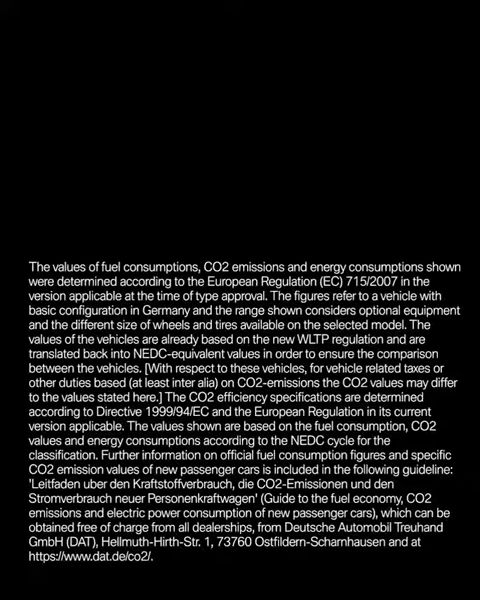 The values of fuel consumptions, CO2 emissions and energy consumptions shown
were determined according to the European Regulation (EC) 715/2007 in the
version applicable at the time of type approval. The figures refer to a vehicle with
basic configuration in Germany and the range shown considers optional equipment
and the different size of wheels and tires available on the selected model. The
values of the vehicles are already based on the new WLTP regulation and are
translated back into NEDC-equivalent values in order to ensure the comparison
between the vehicles. [With respect to these vehicles, for vehicle related taxes or
other duties based (at least inter alia) on CO2-emissions the CO2 values may differ
to the values stated here.] The CO2 efficiency specifications are determined
according to Directive 1999/94/EC and the European Regulation in its current
version applicable. The values shown are based on the fuel consumption, CO2
values and energy consumptions according to the NEDC cycle for the
classification. Further information on official fuel consumption figures and specific
CO2 emission values of new passenger cars is included in the following guideline:
'Leitfaden uber den Kraftstoffverbrauch, die CO2-Emissionen und den
Stromverbrauch neuer Personenkraftwagen' (Guide to the fuel economy, CO2
emissions and electric power consumption of new passenger cars), which can be
obtained free of charge from all dealerships, from Deutsche Automobil Treuhand
GmbH (DAT), Hellmuth-Hirth-Str. 1, 73760 Ostfildern-Scharnhausen and at
https://www.dat.de/co2/.